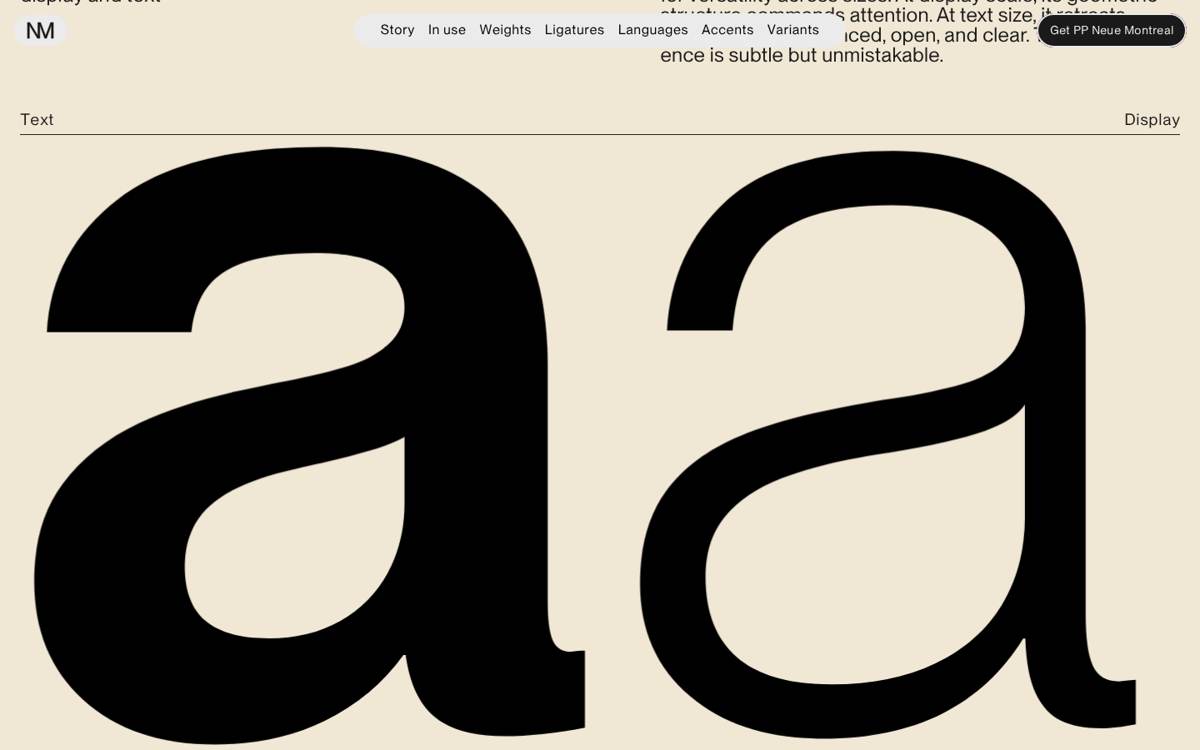 display and text
for versatility across sizes. It display scale, its geometric
NM
Story In use Weights Ligatures Languages Accents Variants
Get PP Neue Montreal
structure commands attention. At text size, it retreats
nced, open, and clear.
ence is subtle but unmistakable.
Text
Display
a a